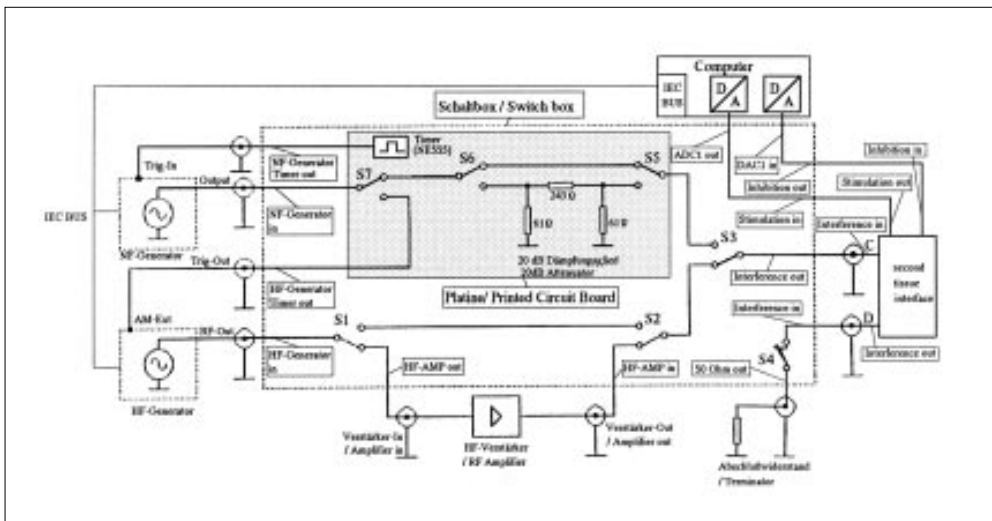 Computer
IEC
BUS
D
A
D
A
Schaltbox / Switch box
Timer
(NE555)
ADC1 out
DAC1 in
Inhibition in
Inhibition out
Stimulation out
Stimulation in
Trig-In
NF-Generator
Timer out
S7
S6
S5
Output
IEC BUS
NF-Generator
in
243 Ω
61Ω
61Ω
Interference in
C
NF-Generator
Trig-Out
20 dB Dämpfungsglied
20dB Attenuator
S3
Interference out
second
tissue
interface
HF-Generator
Timer out
Platine/ Printed Circuit Board
Interference in
AM-Ext
RF-Out
S1
S2
D
Interference out
HF-Generator
in
S4
HF-AMP out
HF-AMP in
50 Ohm out
HF-Generator
Verstärker-In
/ Amplifier in
HF-Verstärker
/ RF Amplifier
Verstärker-Out
/ Amplifier out
Abschlußwiderstand
/Terminator